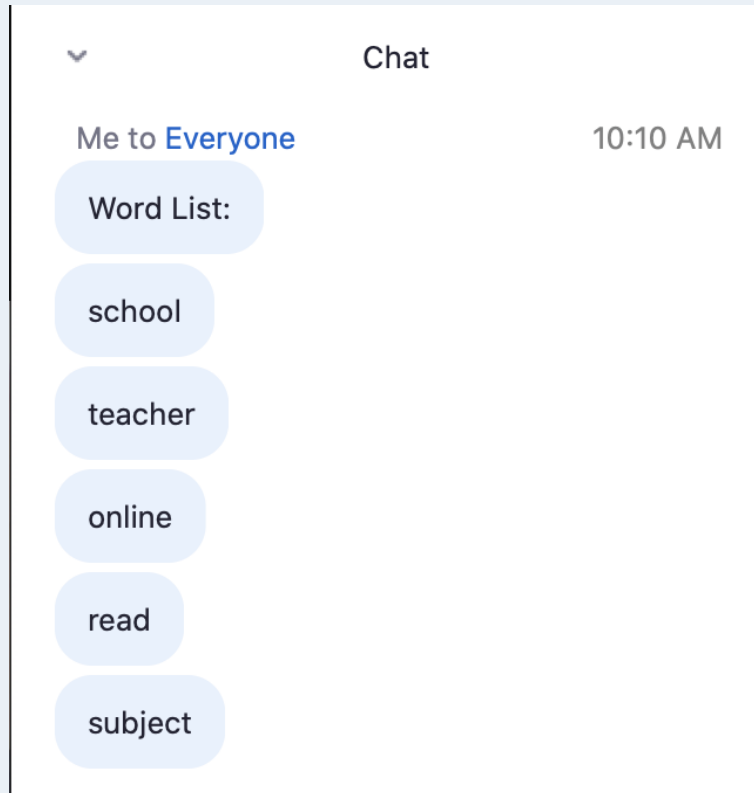 Chat
Me to Everyone 10:10 AM
Word List:
school
teacher
online
read
subject